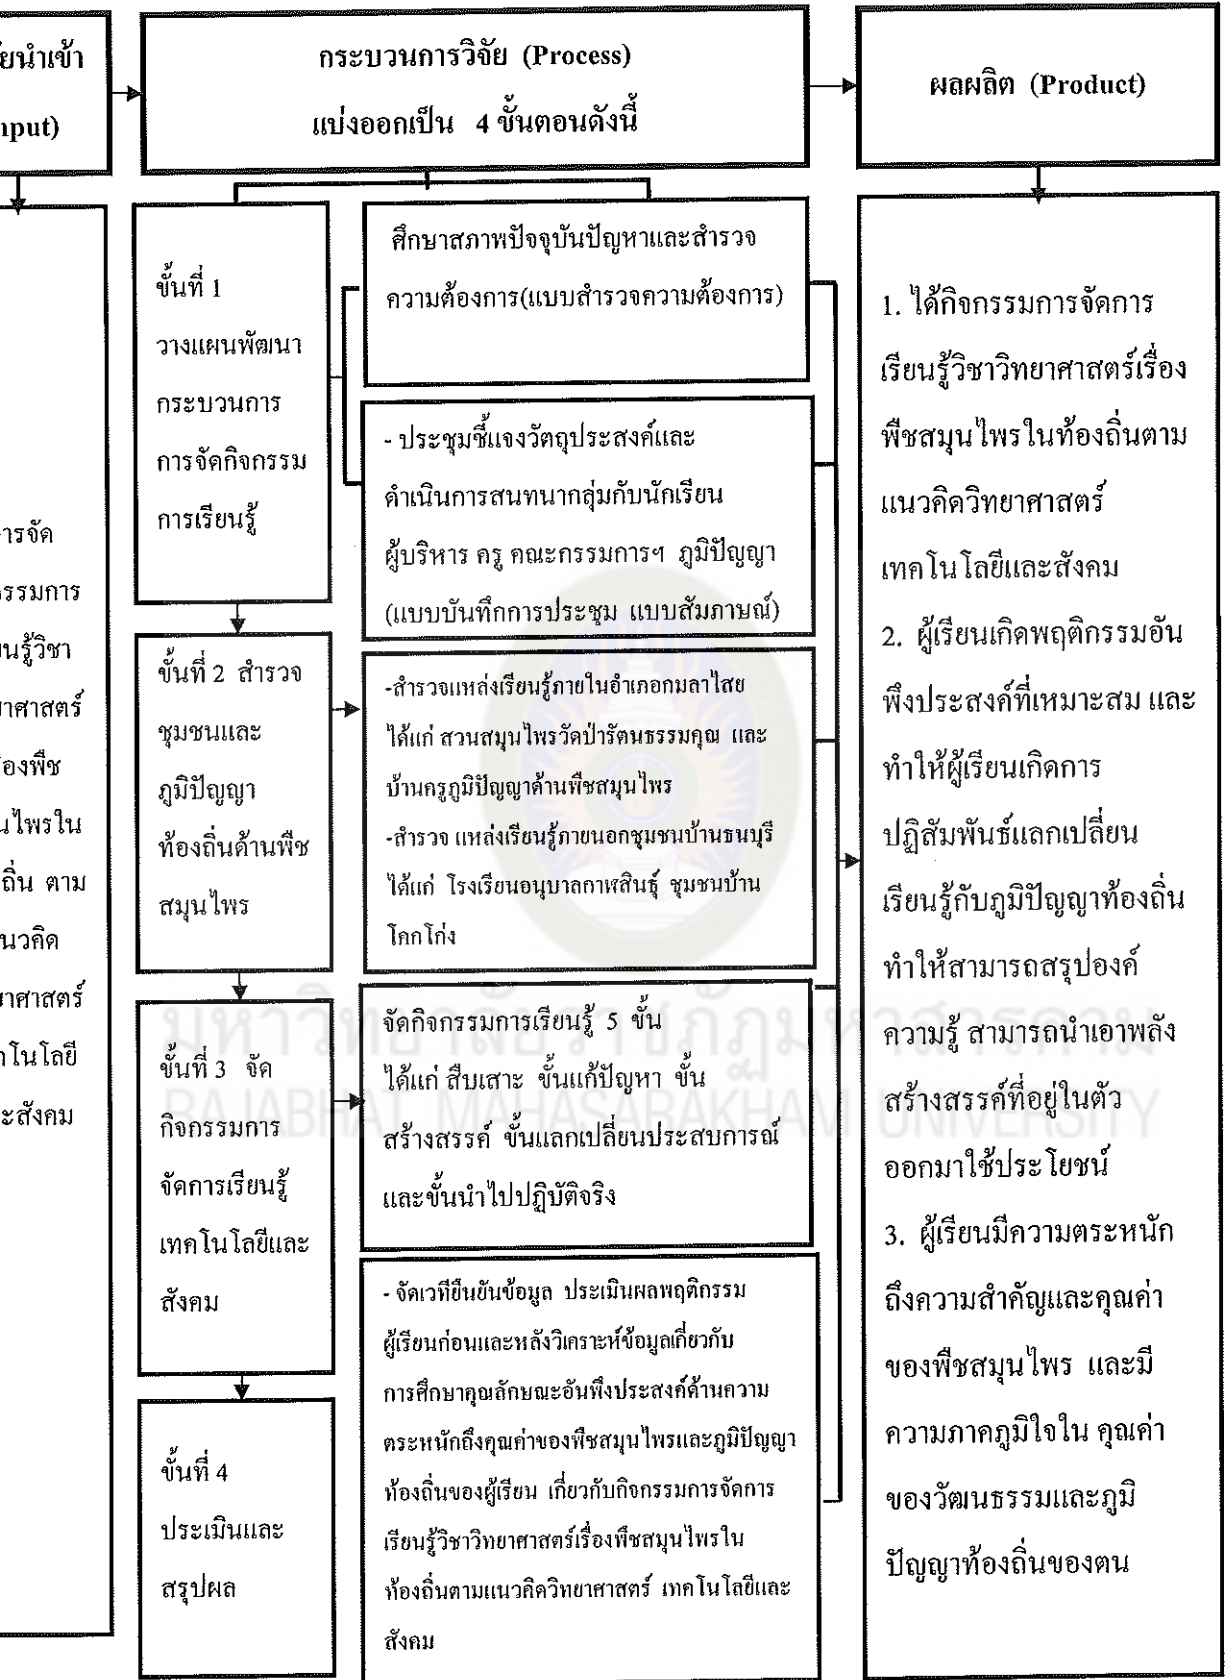 ยนำเข้า
nput)
ารจัด
รรมการ
นรู้วิชา
ยาศาสตร์
องพืช
นไพรใน
ถิ่น ตาม
นวคิด
ยาศาสตร์
คโนโลยี
ะสังคม
กระบวนการวิจัย (Process)
แบ่งออกเป็น 4 ขั้นตอนดังนี้
ขั้นที่ 1
วางแผนพัฒนา
กระบวนการ
การจัดกิจกรรม
การเรียนรู้
ศึกษาสภาพปัจจุบันปัญหาและสำรวจ
ความต้องการ(แบบสำรวจความต้องการ)
- ประชุมชี้แจงวัตถุประสงค์และ
ดำเนินการสนทนากลุ่มกับนักเรียน
ผู้บริหาร ครู คณะกรรมการฯ ภูมิปัญญา
(แบบบันทึกการประชุม แบบสัมภาษณ์)
ขั้นที่ 2 สำรวจ
ชุมชนและ
ภูมิปัญญา
ท้องถิ่นด้านพืช
สมุนไพร
-สำรวจแหล่งเรียนรู้ภายในอำเภอกมลาไสย
ได้แก่ สวนสมุนไพรวัดป่ารัตนธรรมคุณ และ
บ้านครูภูมิปัญญาด้านพืชสมุนไพร
-สำรวจ แหล่งเรียนรู้ภายนอกชุมชนบ้านธนบุรี
ได้แก่ โรงเรียนอนุบาลกาฬสินธุ์ ชุมชนบ้าน
โคกโก่ง
ขั้นที่ 3 จัด
กิจกรรมการ
จัดการเรียนรู้
เทคโนโลยีและ
สังคม
จัดกิจกรรมการเรียนรู้ 5 ขั้น
ได้แก่ สืบเสาะ ขั้นแก้ปัญหา ขั้น
สร้างสรรค์ ขั้นแลกเปลี่ยนประสบการณ์
และขั้นนำไปปฏิบัติจริง
ขั้นที่ 4
ประเมินและ
สรุปผล
- จัดเวทียืนยันข้อมูล ประเมินผลพฤติกรรม
ผู้เรียนก่อนและหลังวิเคราะห์ข้อมูลเกี่ยวกับ
การศึกษาคุณลักษณะอันพึงประสงค์ด้านความ
ตระหนักถึงคุณค่าของพืชสมุนไพรและภูมิปัญญา
ท้องถิ่นของผู้เรียน เกี่ยวกับกิจกรรมการจัดการ
เรียนรู้วิชาวิทยาศาสตร์เรื่องพืชสมุนไพรใน
ท้องถิ่นตามแนวคิดวิทยาศาสตร์ เทคโนโลยีและ
สังคม
ผลผลิต (Product)
1. ได้กิจกรรมการจัดการ
เรียนรู้วิชาวิทยาศาสตร์เรื่อง
พืชสมุนไพรในท้องถิ่นตาม
แนวคิดวิทยาศาสตร์
เทคโนโลยีและสังคม
2. ผู้เรียนเกิดพฤติกรรมอัน
พึงประสงค์ที่เหมาะสม และ
ทำให้ผู้เรียนเกิดการ
ปฏิสัมพันธ์แลกเปลี่ยน
เรียนรู้กับภูมิปัญญาท้องถิ่น
ทำให้สามารถสรุปองค์
ความรู้ สามารถนำเอาพลัง
สร้างสรรค์ที่อยู่ในตัว
ออกมาใช้ประโยชน์
3. ผู้เรียนมีความตระหนัก
ถึงความสำคัญและคุณค่า
ของพืชสมุนไพร และมี
ความภาคภูมิใจใน คุณค่า
ของวัฒนธรรมและภูมิ
ปัญญาท้องถิ่นของตน
มหาวิทยาลัยราชภัฏมหาสารคาม
RAJABHAT MAHASARAKHAM UNIVERSITY